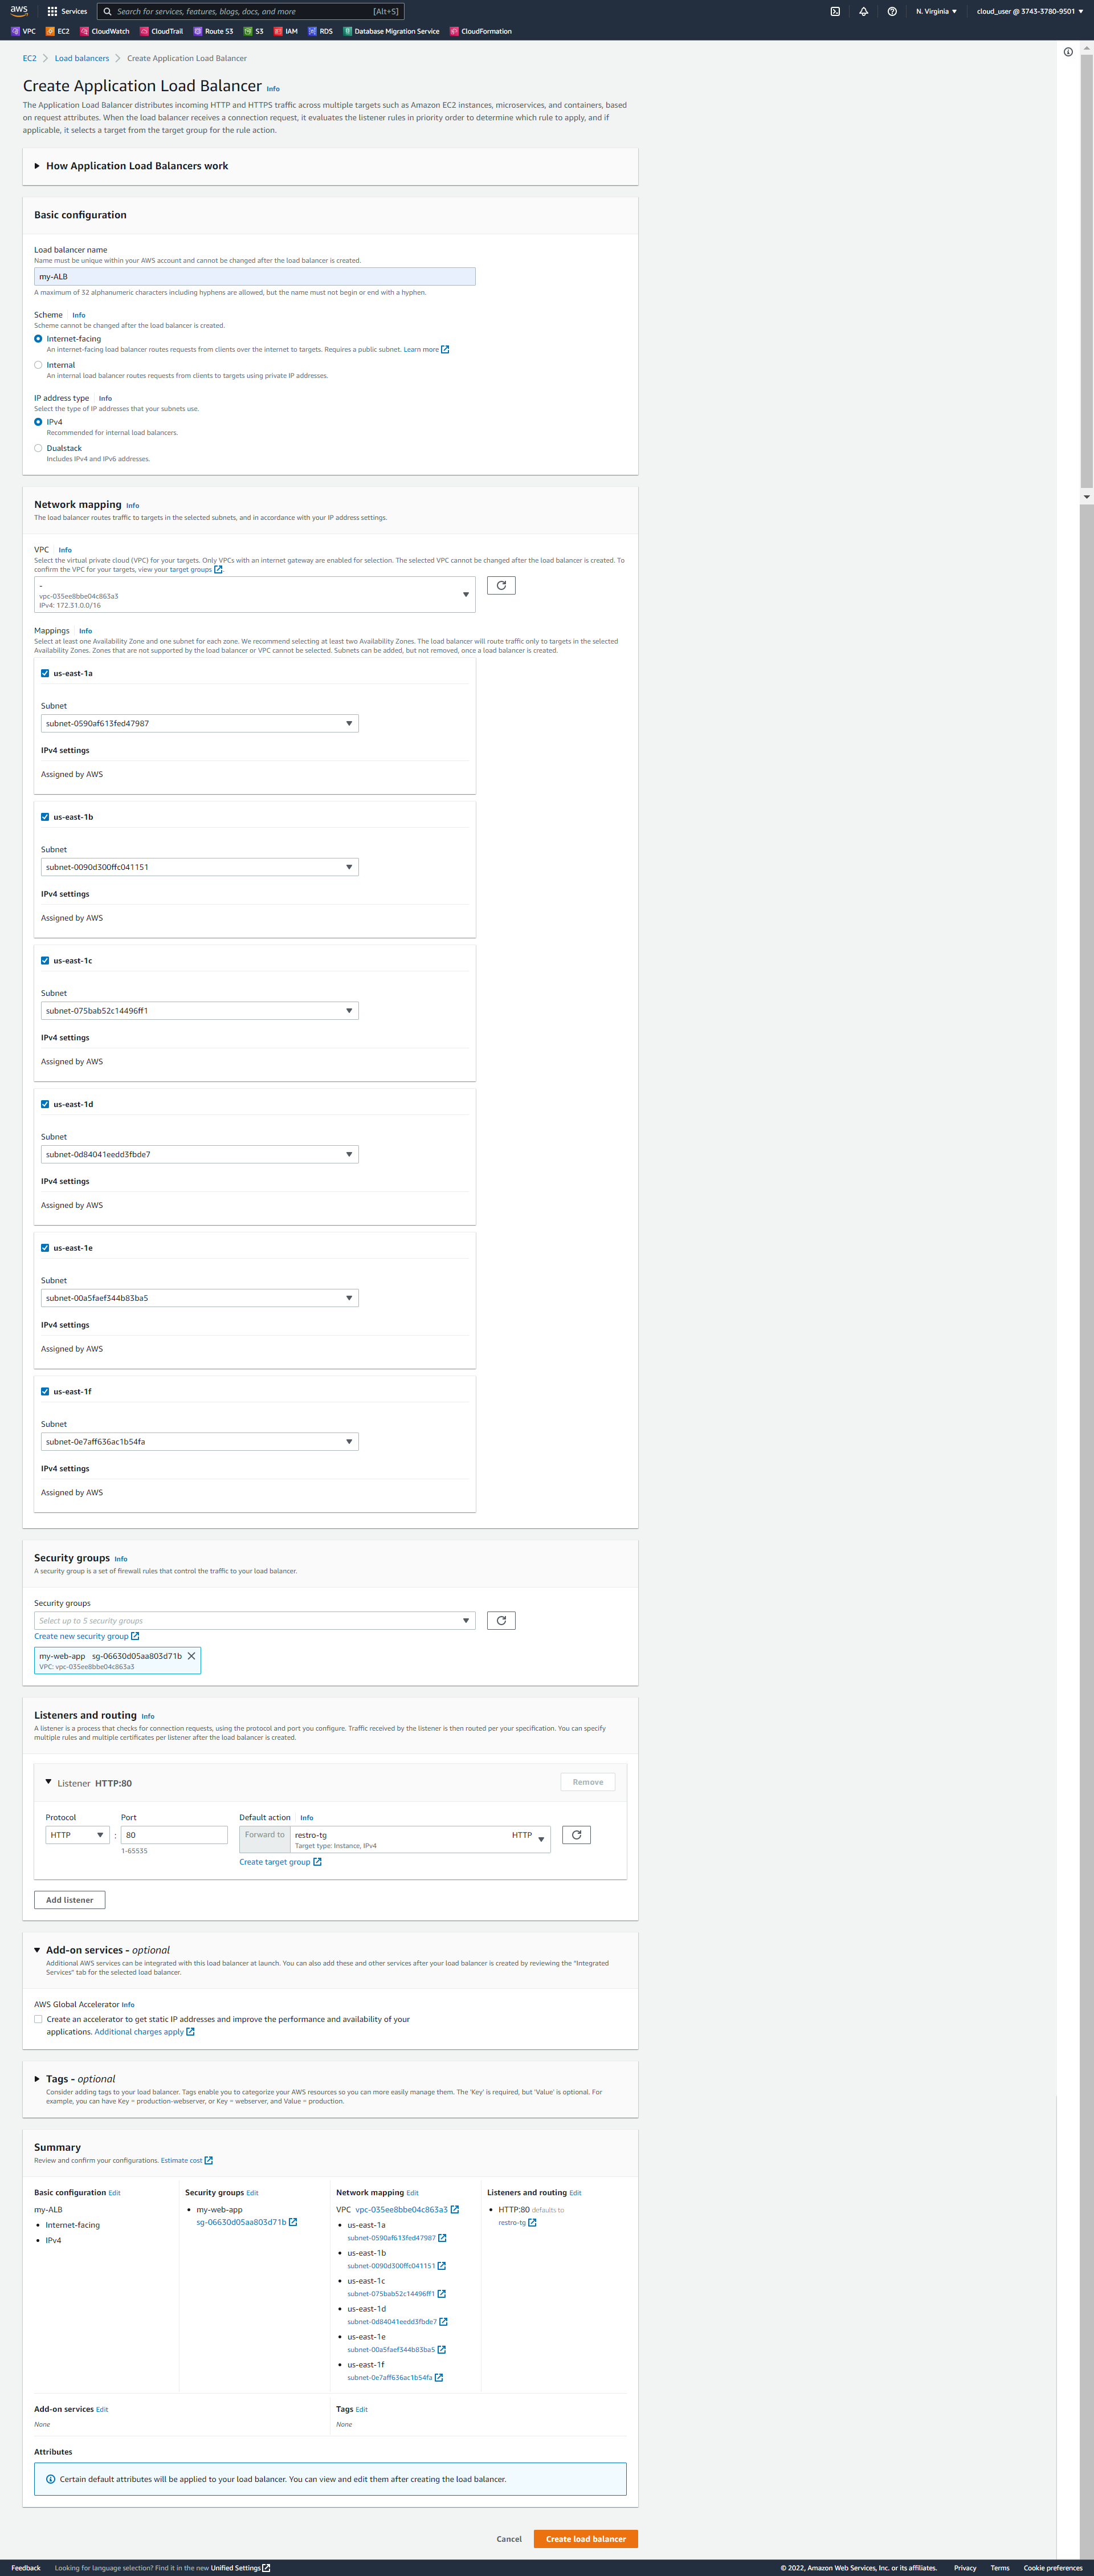 aws Services Search for services, features, blogs, docs, and more [Alt+S] N. Virginia cloud_user @ 3743-3780-9501
VPC EC2 CloudWatch CloudTrail Route 53 S3 IAM RDS Database Migration Service CloudFormation
EC2 Load balancers Create Application Load Balancer
Create Application Load Balancer Info
The Application Load Balancer distributes incoming HTTP and HTTPS traffic across multiple targets such as Amazon EC2 instances, microservices, and containers, based
on request attributes. When the load balancer receives a connection request, it evaluates the listener rules in priority order to determine which rule to apply, and if
applicable, it selects a target from the target group for the rule action.
How Application Load Balancers work
Basic configuration
Load balancer name
Name must be unique within your AWS account and cannot be changed after the load balancer is created.
my-ALB
A maximum of 32 alphanumeric characters including hyphens are allowed, but the name must not begin or end with a hyphen.
Scheme Info
Scheme cannot be changed after the load balancer is created.
Internet-facing
An internet-facing load balancer routes requests from clients over the internet to targets. Requires a public subnet. Learn more
Internal
An internal load balancer routes requests from clients to targets using private IP addresses.
IP address type Info
Select the type of IP addresses that your subnets use.
IPv4
Recommended for internal load balancers.
Dualstack
Includes IPv4 and IPv6 addresses.
Network mapping Info
The load balancer routes traffic to targets in the selected subnets, and in accordance with your IP address settings.
VPC Info
Select the virtual private cloud (VPC) for your targets. Only VPCs with an internet gateway are enabled for selection. The selected VPC cannot be changed after the load balancer is created. To
confirm the VPC for your targets, view your target groups
-
vpc-035ee8bbe04c863a3
IPv4: 172.31.0.0/16
Mappings Info
Select at least one Availability Zone and one subnet for each zone. We recommend selecting at least two Availability Zones. The load balancer will route traffic only to targets in the selected
Availability Zones. Zones that are not supported by the load balancer or VPC cannot be selected. Subnets can be added, but not removed, once a load balancer is created.
us-east-1a
Subnet
subnet-0590af613fed47987
IPv4 settings
Assigned by AWS
us-east-1b
Subnet
subnet-0090d300ffc041151
IPv4 settings
Assigned by AWS
us-east-1c
Subnet
subnet-075bab52c14496ff1
IPv4 settings
Assigned by AWS
us-east-1d
Subnet
subnet-0d84041eedd3fbde7
IPv4 settings
Assigned by AWS
us-east-1e
Subnet
subnet-00a5faef344b83ba5
IPv4 settings
Assigned by AWS
us-east-1f
Subnet
subnet-0e7aff636ac1b54fa
IPv4 settings
Assigned by AWS
Security groups Info
A security group is a set of firewall rules that control the traffic to your load balancer.
Security groups
Select up to 5 security groups
Create new security group
my-web-app sg-06630d05aa803d71b
VPC: vpc-035ee8bbe04c863a3
Listeners and routing Info
A listener is a process that checks for connection requests, using the protocol and port you configure. Traffic received by the listener is then routed per your specification. You can specify
multiple rules and multiple certificates per listener after the load balancer is created.
Listener HTTP:80 Remove
Protocol Port Default action Info
HTTP : 80 Forward to restro-tg HTTP
1-65535 Target type: Instance, IPv4
Create target group
Add listener
Add-on services - optional
Additional AWS services can be integrated with this load balancer at launch. You can also add these and other services after your load balancer is created by reviewing the "Integrated
Services" tab for the selected load balancer.
AWS Global Accelerator Info
Create an accelerator to get static IP addresses and improve the performance and availability of your
applications. Additional charges apply
Tags - optional
Consider adding tags to your load balancer. Tags enable you to categorize your AWS resources so you can more easily manage them. The 'Key' is required, but 'Value' is optional. For
example, you can have Key = production-webserver, or Key = webserver, and Value = production.
Summary
Review and confirm your configurations. Estimate cost
Basic configuration Edit Security groups Edit Network mapping Edit Listeners and routing Edit
my-ALB
• Internet-facing
• IPv4
• my-web-app
sg-06630d05aa803d71b
VPC vpc-035ee8bbe04c863a3
• us-east-1a
subnet-0590af613fed47987
• us-east-1b
subnet-0090d300ffc041151
• us-east-1c
subnet-075bab52c14496ff1
• us-east-1d
subnet-0d84041eedd3fbde7
• us-east-1e
subnet-00a5faef344b83ba5
• us-east-1f
subnet-0e7aff636ac1b54fa
• HTTP:80 defaults to
restro-tg
Add-on services Edit Tags Edit
None None
Attributes
Certain default attributes will be applied to your load balancer. You can view and edit them after creating the load balancer.
Cancel Create load balancer
Feedback Looking for language selection? Find it in the new Unified Settings © 2022, Amazon Web Services, Inc. or its affiliates. Privacy Terms Cookie preferences